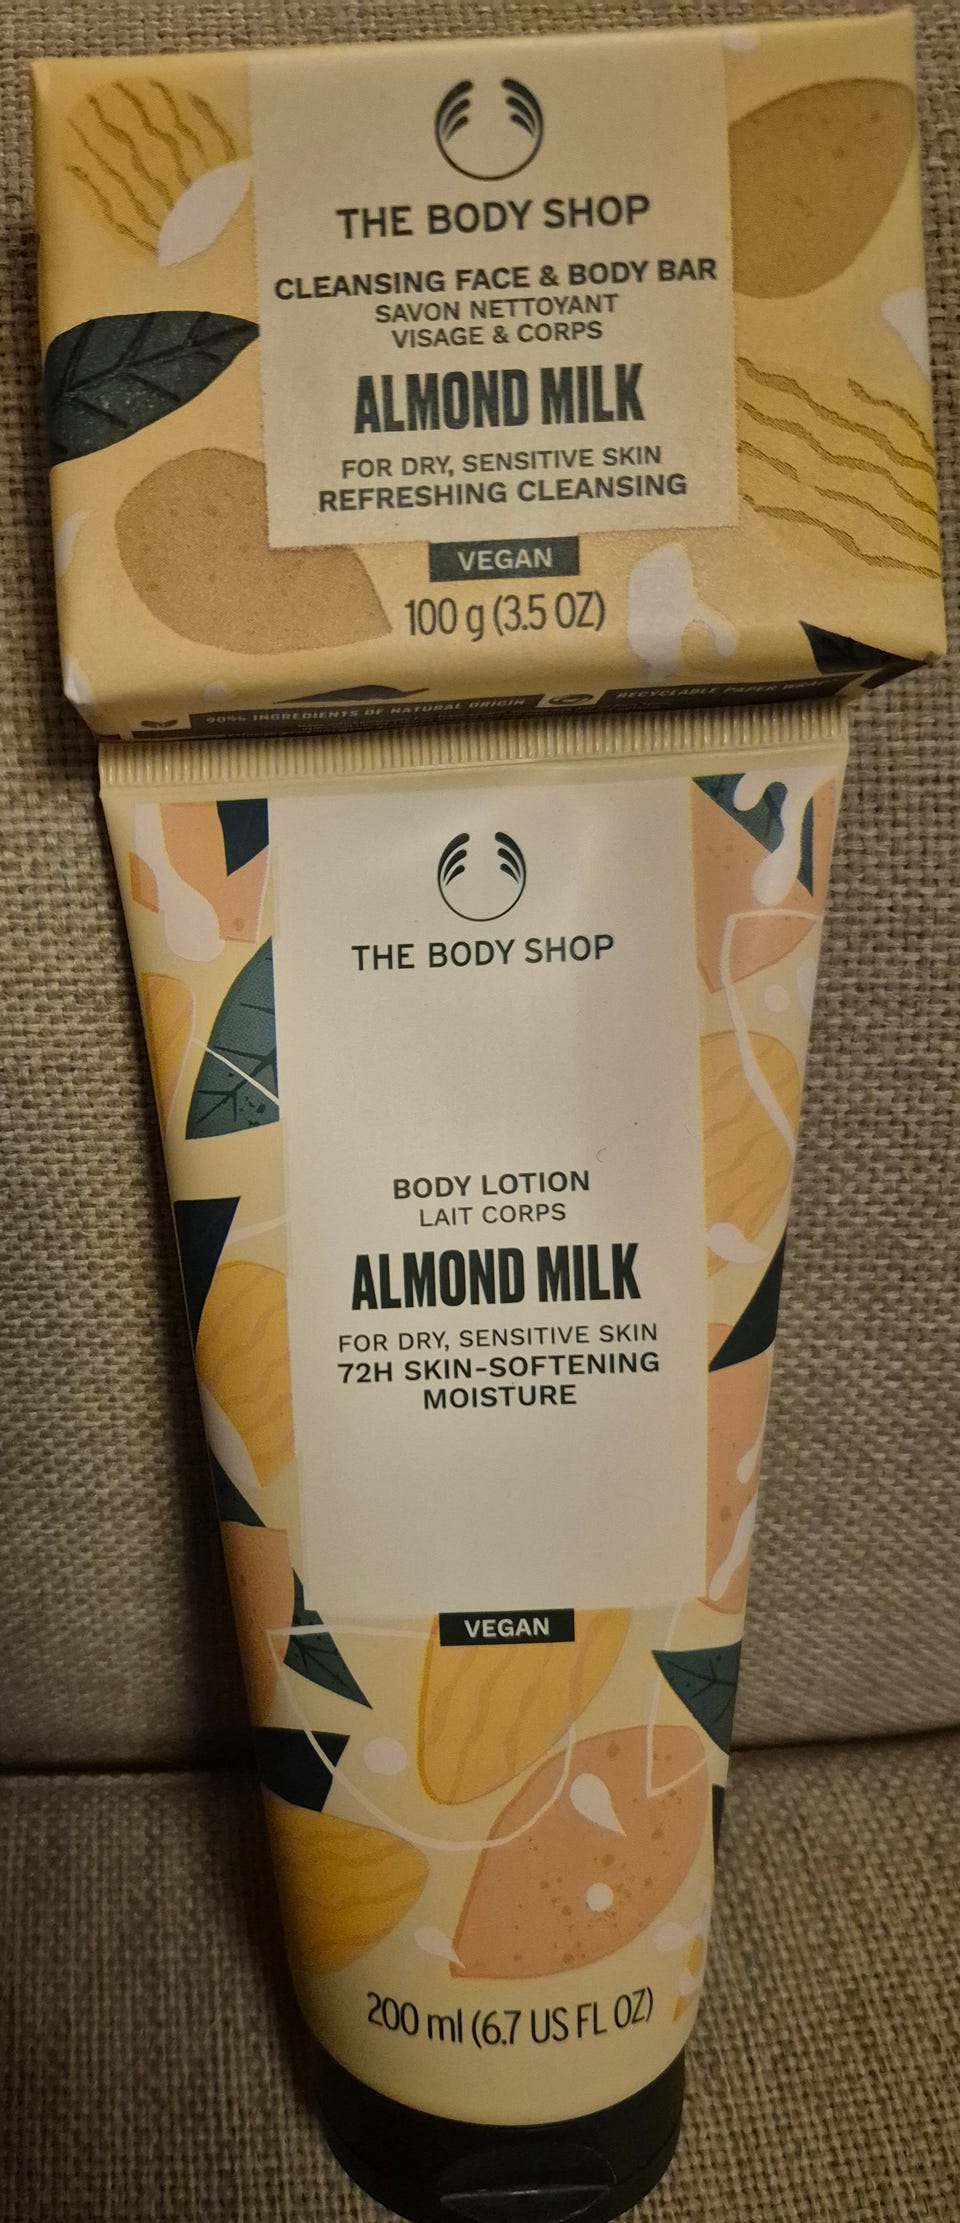 THE BODY SHOP
CLEANSING FACE & BODY BAR
SAVON NETTOYANT
VISAGE & CORPS
ALMOND MILK
FOR DRY, SENSITIVE SKIN
REFRESHING CLEANSING
VEGAN
100 g (3.5 OZ)
90% INGREDIENTS OF NATURAL ORIGIN
RECYCLABLE PAPER WRAP
THE BODY SHOP
BODY LOTION
LAIT CORPS
ALMOND MILK
FOR DRY, SENSITIVE SKIN
72H SKIN-SOFTENING
MOISTURE
VEGAN
200 ml (6.7 US FL OZ)